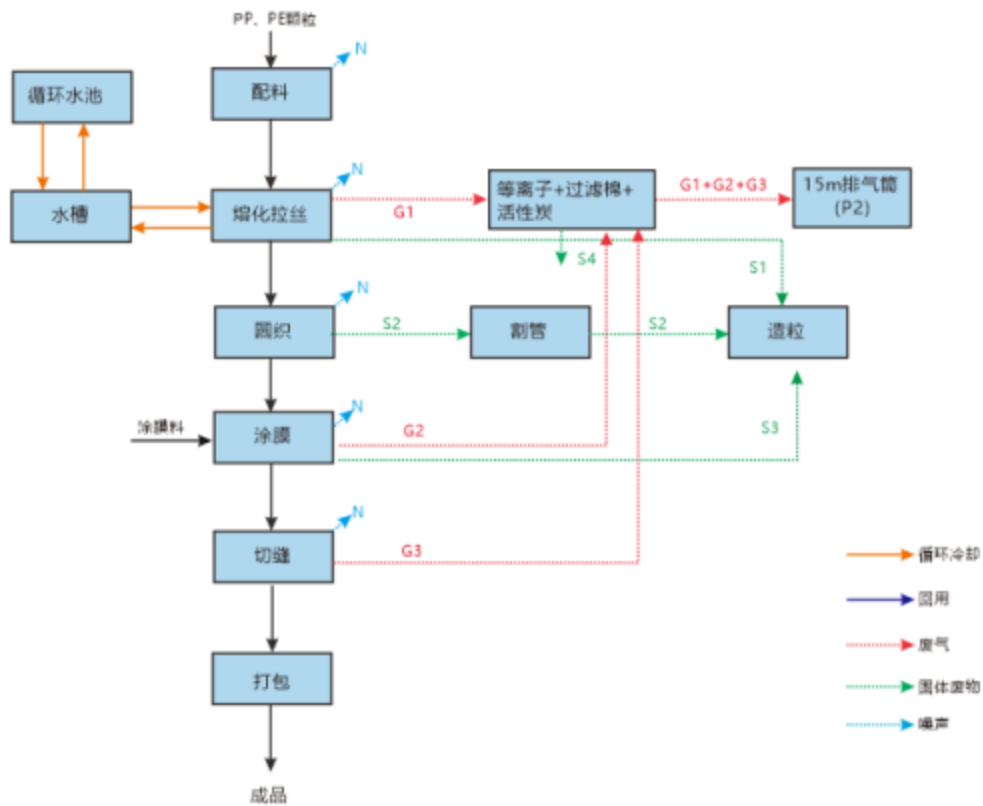 PP、PE颗粒
N
循环水池
配料
N
水槽
熔化拉丝
G1
等离子+过滤棉+
活性炭
G1+G2+G3
15m排气筒
(P2)
S4
S1
N
圆织
S2
割管
S2
造粒
N
涂膜料
涂膜
G2
S3
N
切缝
G3
循环冷却
回用
废气
固体废物
噪声
打包
成品